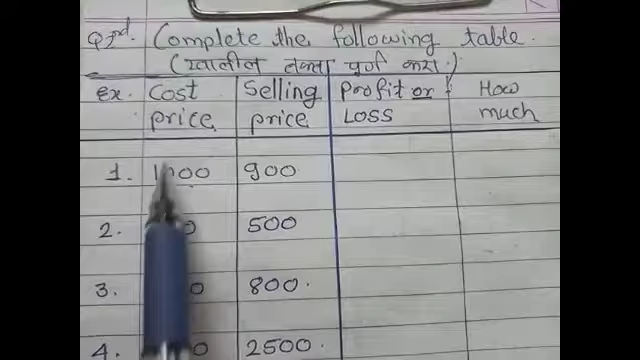 Q2nd. Complete the following table.
(खालील तक्ता पूर्ण करा.)
Ex. Cost price Selling price Profit or Loss How much
1. 1000 900
2. 500
3. 800.
4. 2500.